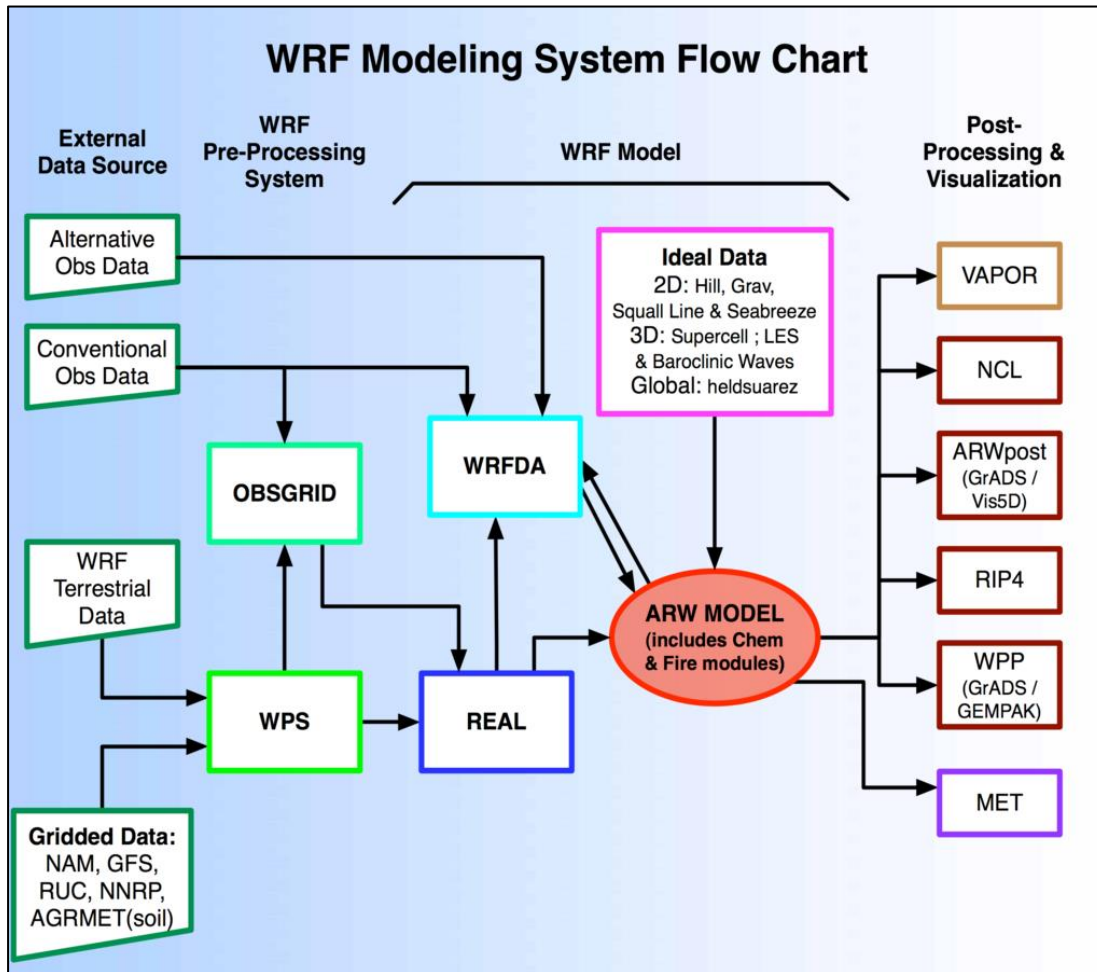 WRF Modeling System Flow Chart
External
Data Source
WRF
Pre-Processing
System
WRF Model
Post-
Processing &
Visualization
Alternative
Obs Data
Conventional
Obs Data
WRF
Terrestrial
Data
Gridded Data:
NAM, GFS,
RUC, NNRP,
AGRMET(soil)
OBSGRID
WPS
WRFDA
REAL
Ideal Data
2D: Hill, Grav,
Squall Line & Seabreeze
3D: Supercell ; LES
& Baroclinic Waves
Global: heldsuarez
ARW MODEL
(includes Chem
& Fire modules)
VAPOR
NCL
ARWpost
(GrADS /
Vis5D)
RIP4
WPP
(GrADS /
GEMPAK)
MET